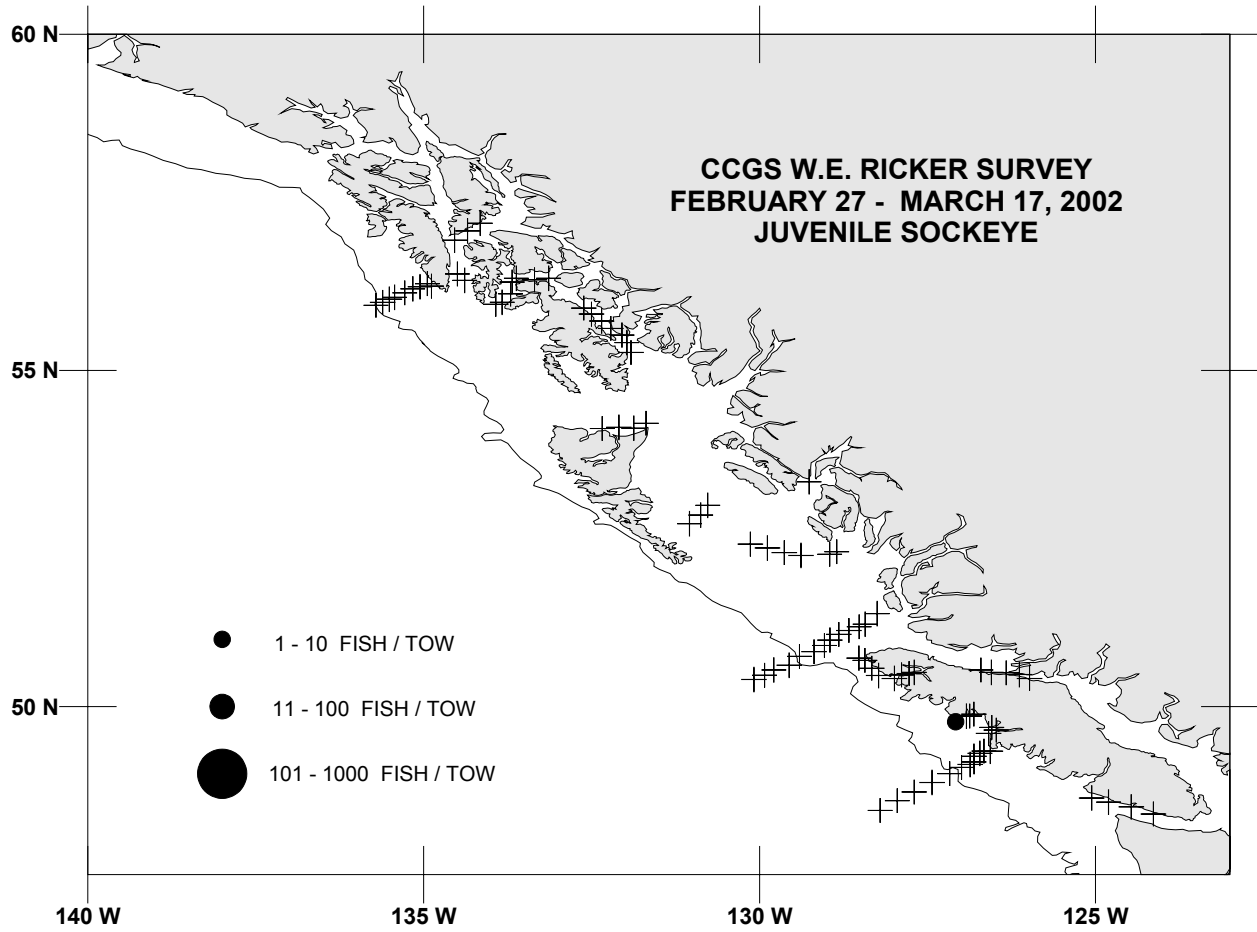 60 N
CCGS W.E. RICKER SURVEY
FEBRUARY 27 - MARCH 17, 2002
JUVENILE SOCKEYE
55 N
1 - 10 FISH / TOW
50 N
11 - 100 FISH / TOW
101 - 1000 FISH / TOW
140 W
135 W
130 W
125 W